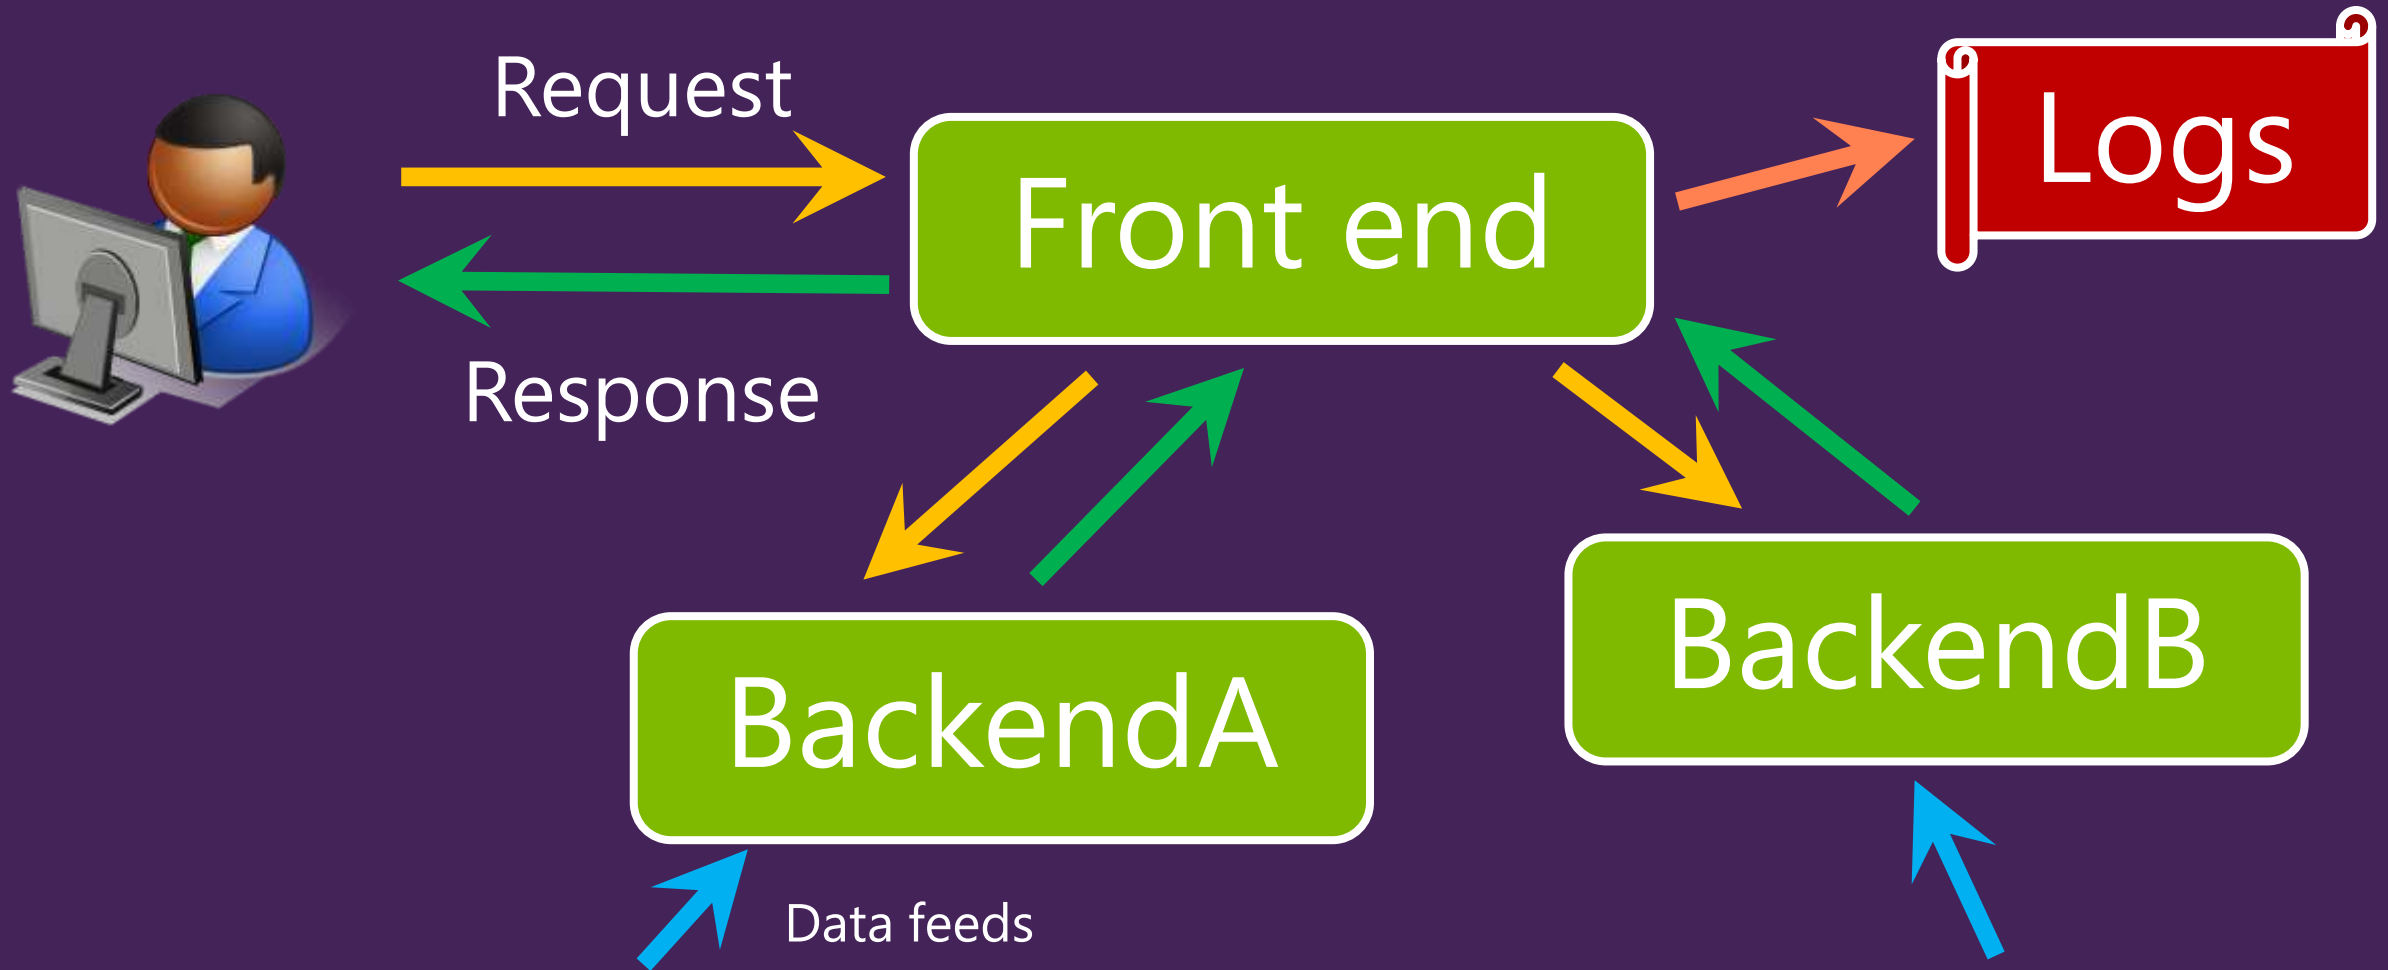 Request
Logs
Front end
Response
BackendB
BackendA
Data feeds